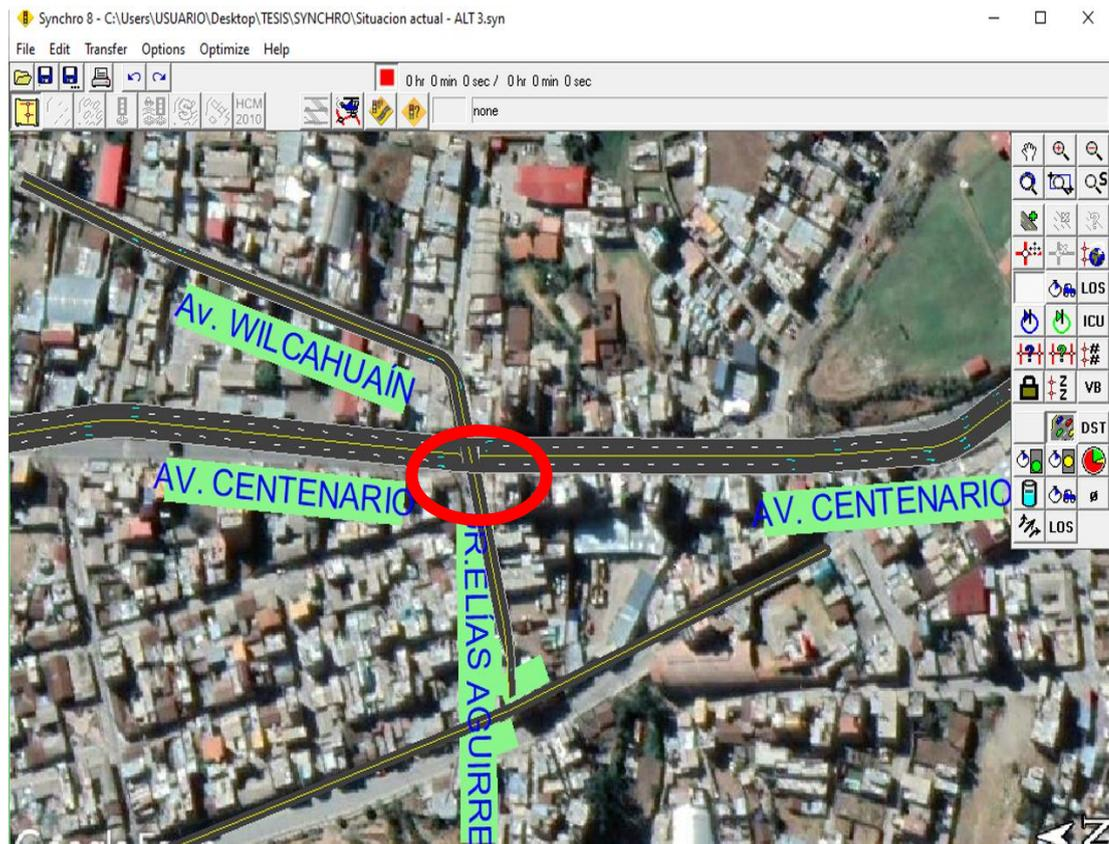 Synchro 8 - C:\Users\USUARIO\Desktop\TESIS\SYNCHRO\Situacion actual - ALT 3.syn
File Edit Transfer Options Optimize Help
0 hr 0 min 0 sec / 0 hr 0 min 0 sec
HCM
2010
none
S
LOS
ICU
#
#
Z
Z
VB
DST
ø
LOS
Av. WILCAHUAÍN
AV. CENTENARIO
AV. CENTENARIO
JR.ELÍAS AGUIRRE
Z